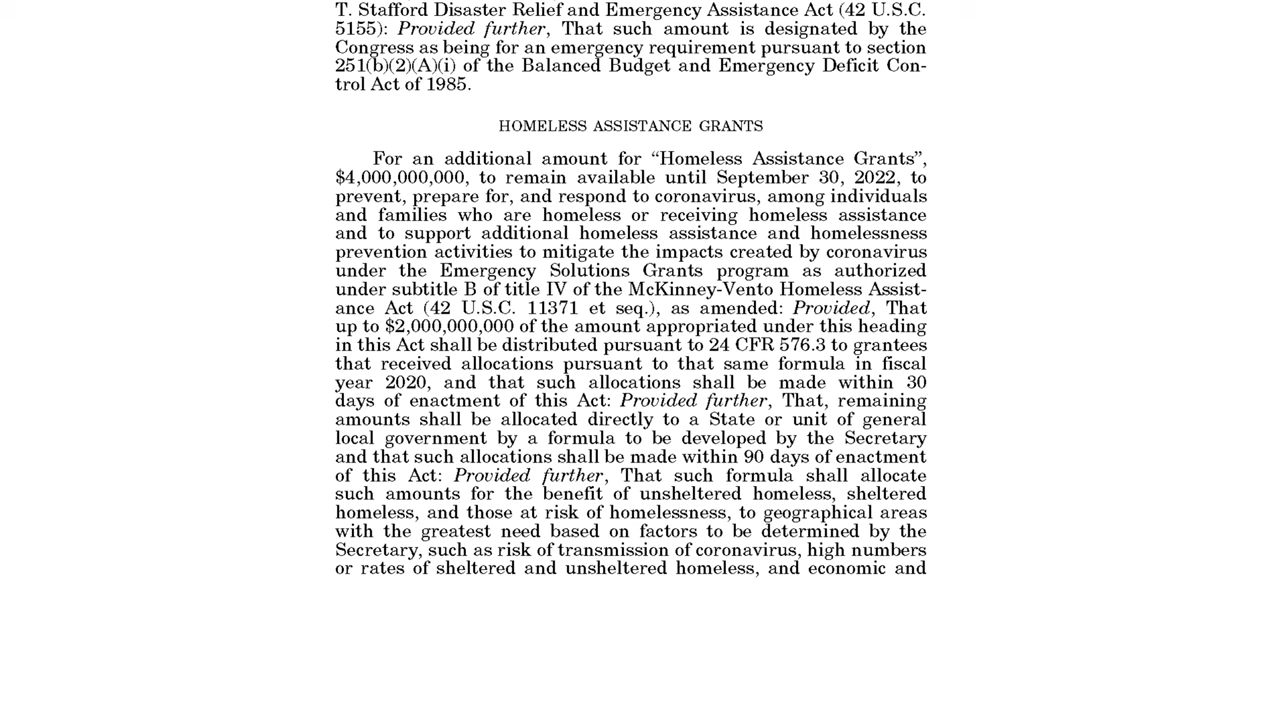 T. Stafford Disaster Relief and Emergency Assistance Act (42 U.S.C.
5155): Provided further, That such amount is designated by the
Congress as being for an emergency requirement pursuant to section
251(b)(2)(A)(i) of the Balanced Budget and Emergency Deficit Con-
trol Act of 1985.
HOMELESS ASSISTANCE GRANTS
For an additional amount for “Homeless Assistance Grants”,
$4,000,000,000, to remain available until September 30, 2022, to
prevent, prepare for, and respond to coronavirus, among individuals
and families who are homeless or receiving homeless assistance
and to support additional homeless assistance and homelessness
prevention activities to mitigate the impacts created by coronavirus
under the Emergency Solutions Grants program as authorized
under subtitle B of title IV of the McKinney-Vento Homeless Assist-
ance Act (42 U.S.C. 11371 et seq.), as amended: Provided, That
up to $2,000,000,000 of the amount appropriated under this heading
in this Act shall be distributed pursuant to 24 CFR 576.3 to grantees
that received allocations pursuant to that same formula in fiscal
year 2020, and that such allocations shall be made within 30
days of enactment of this Act: Provided further, That, remaining
amounts shall be allocated directly to a State or unit of general
local government by a formula to be developed by the Secretary
and that such allocations shall be made within 90 days of enactment
of this Act: Provided further, That such formula shall allocate
such amounts for the benefit of unsheltered homeless, sheltered
homeless, and those at risk of homelessness, to geographical areas
with the greatest need based on factors to be determined by the
Secretary, such as risk of transmission of coronavirus, high numbers
or rates of sheltered and unsheltered homeless, and economic and